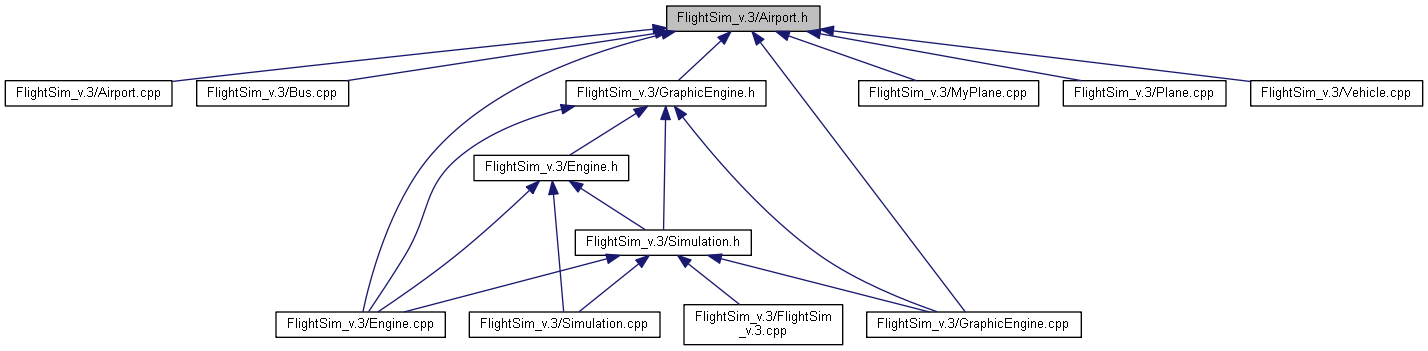 FlightSim_v.3/Airport.h
FlightSim_v.3/Airport.cpp
FlightSim_v.3/Bus.cpp
FlightSim_v.3/GraphicEngine.h
FlightSim_v.3/MyPlane.cpp
FlightSim_v.3/Plane.cpp
FlightSim_v.3/Vehicle.cpp
FlightSim_v.3/Engine.h
FlightSim_v.3/Simulation.h
FlightSim_v.3/Engine.cpp
FlightSim_v.3/Simulation.cpp
FlightSim_v.3/FlightSim
_v.3.cpp
FlightSim_v.3/GraphicEngine.cpp